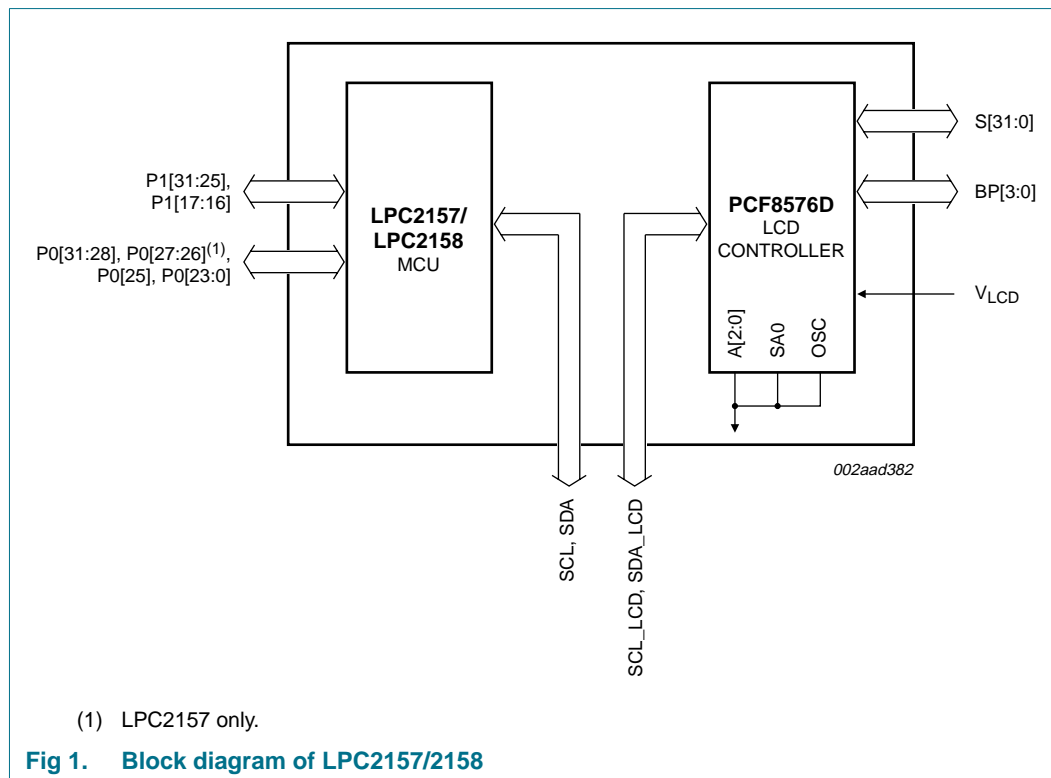 P1[31:25],
P1[17:16]
P0[31:28], P0[27:26](1),
P0[25], P0[23:0]
LPC2157/
LPC2158
MCU
PCF8576D
LCD
CONTROLLER
A[2:0]
SA0
OSC
S[31:0]
BP[3:0]
VLCD
SCL, SDA
SCL_LCD, SDA_LCD
002aad382
(1) LPC2157 only.
Fig 1. Block diagram of LPC2157/2158